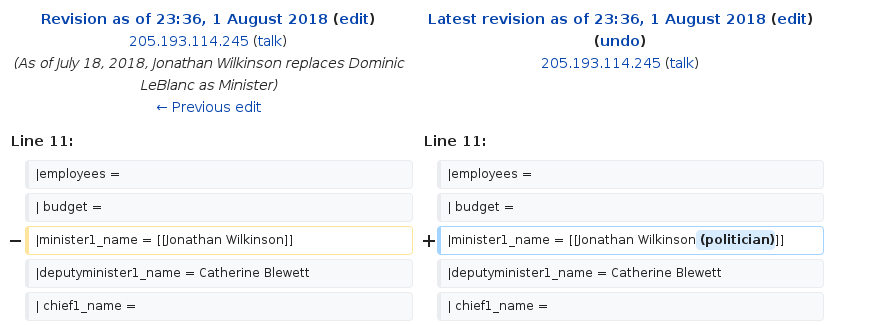 Revision as of 23:36, 1 August 2018 (edit)
205.193.114.245 (talk)
(As of July 18, 2018, Jonathan Wilkinson replaces Dominic
LeBlanc as Minister)
← Previous edit
Latest revision as of 23:36, 1 August 2018 (edit)
(undo)
205.193.114.245 (talk)
Line 11:
Line 11:
|employees =
|employees =
| budget =
| budget =
− |minister1_name = [[Jonathan Wilkinson]]
+ |minister1_name = [[Jonathan Wilkinson (politician)]]
|deputyminister1_name = Catherine Blewett
|deputyminister1_name = Catherine Blewett
| chief1_name =
| chief1_name =